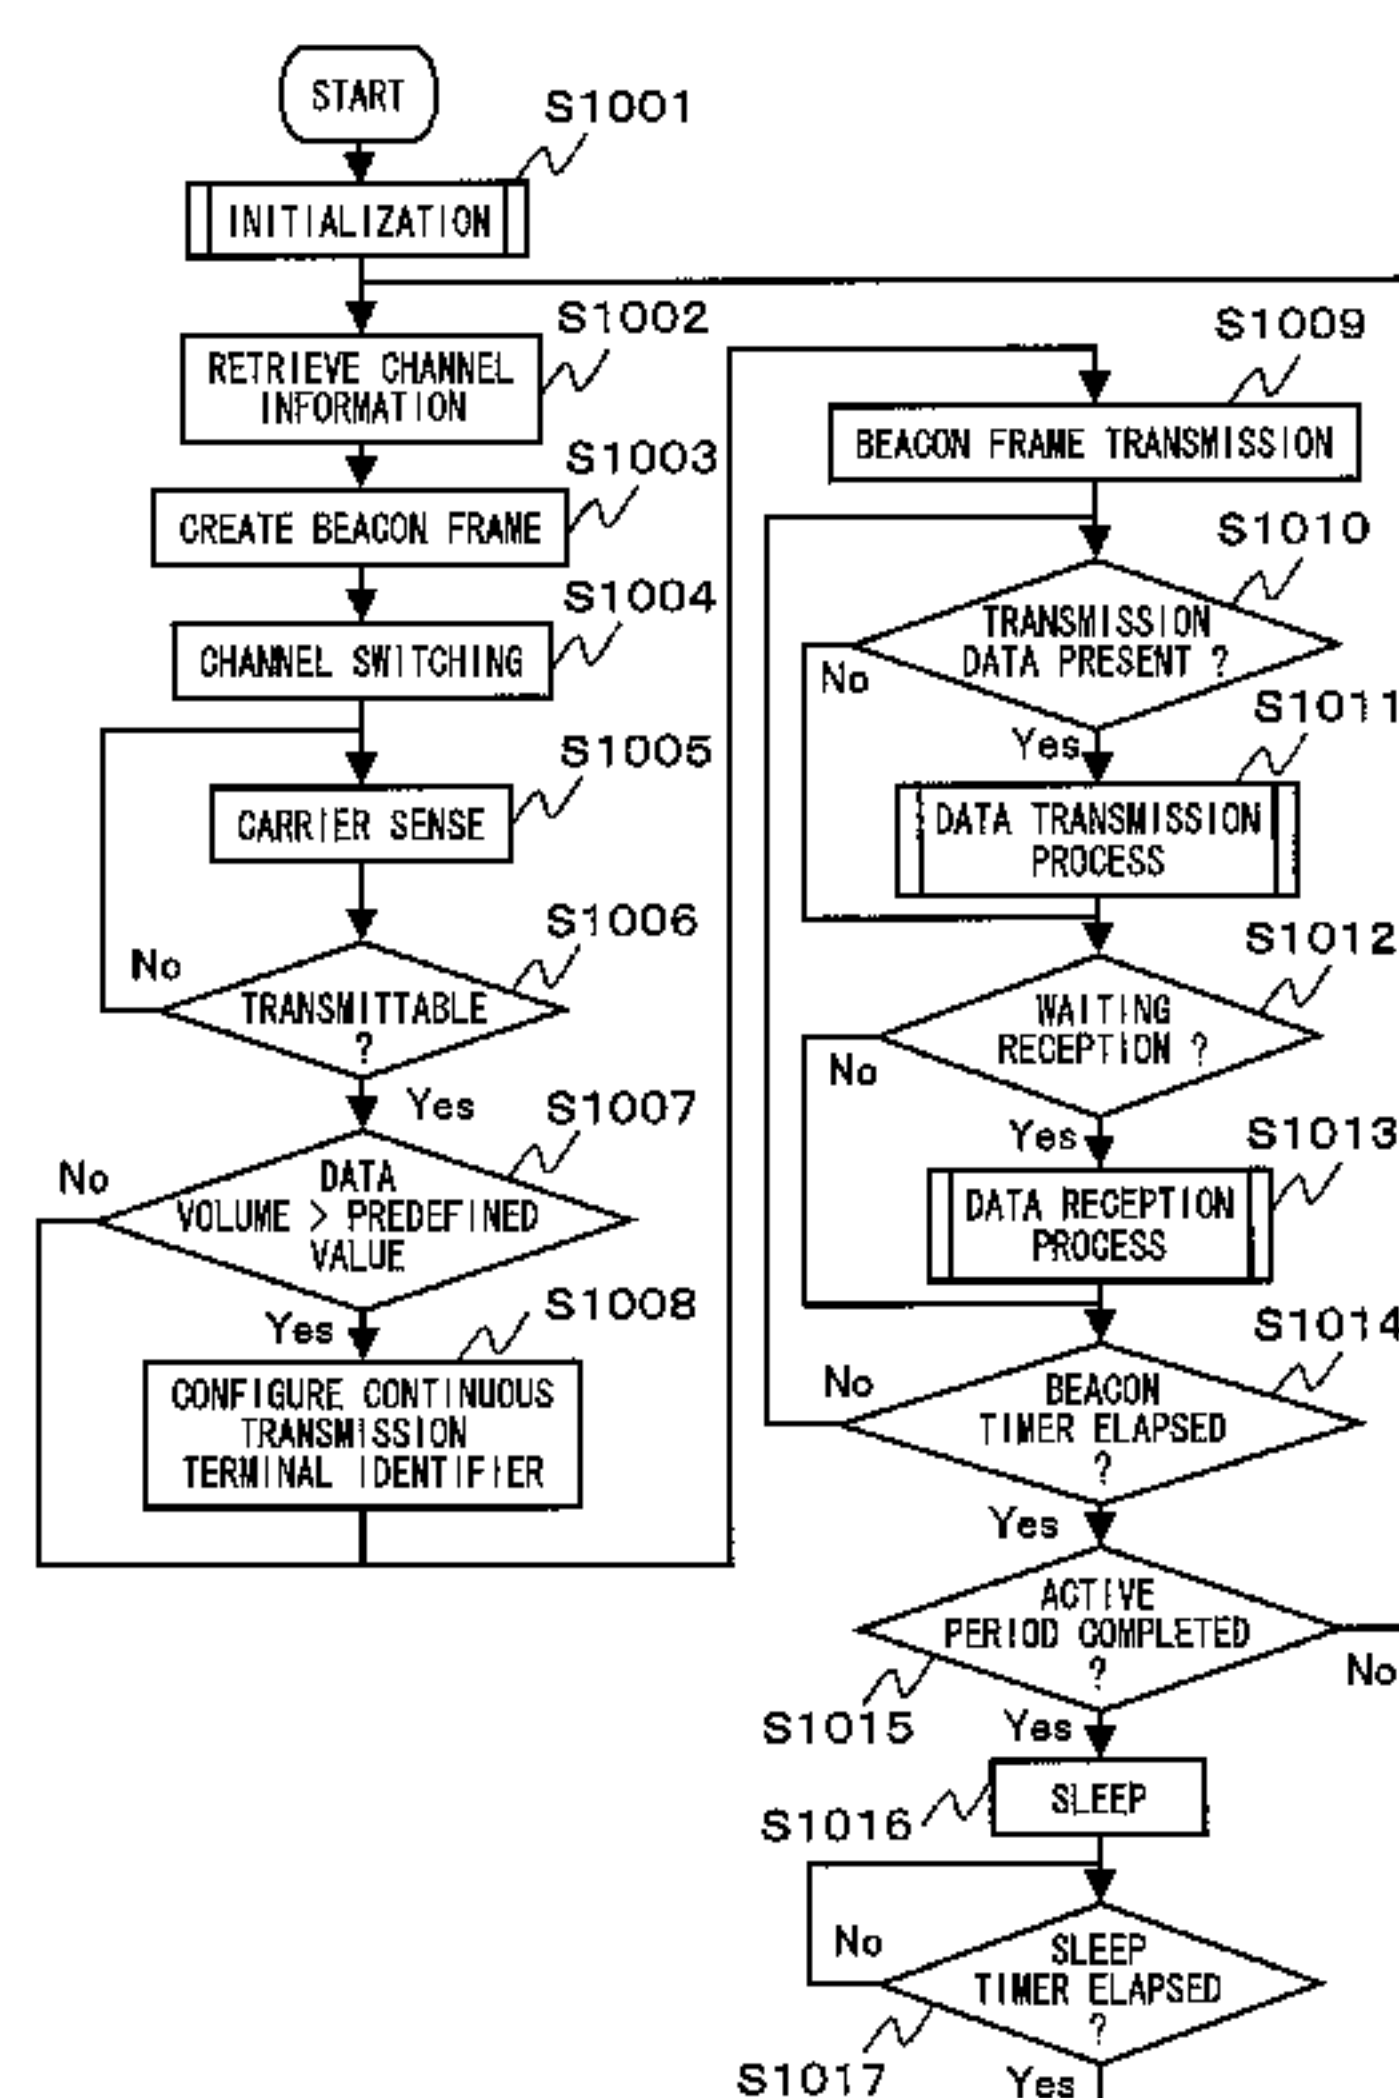 START
S1001
INITIALIZATION
S1002
RETRIEVE CHANNEL
INFORMATION
S1003
CREATE BEACON FRAME
S1004
CHANNEL SWITCHING
S1005
CARRIER SENSE
S1006
No
TRANSMITTABLE
?
Yes
S1007
No
DATA
VOLUME > PREDEFINED
VALUE
Yes
S1008
CONFIGURE CONTINUOUS
TRANSMISSION
TERMINAL IDENTIFIER
S1009
BEACON FRAME TRANSMISSION
S1010
TRANSMISSION
DATA PRESENT ?
No
Yes
S1011
DATA TRANSMISSION
PROCESS
S1012
WAITING
RECEPTION ?
No
Yes
S1013
DATA RECEPTION
PROCESS
S1014
No
BEACON
TIMER ELAPSED
?
Yes
ACTIVE
PERIOD COMPLETED
?
No
S1015
Yes
SLEEP
S1016
No
SLEEP
TIMER ELAPSED
?
S1017
Yes